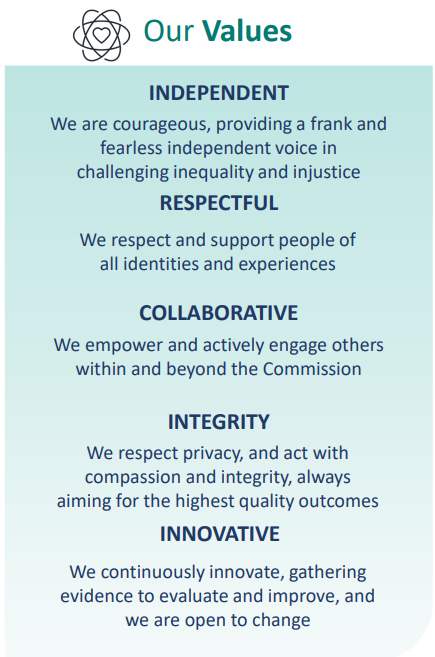 Our Values
INDEPENDENT
We are courageous, providing a frank and
fearless independent voice in
challenging inequality and injustice
RESPECTFUL
We respect and support people of
all identities and experiences
COLLABORATIVE
We empower and actively engage others
within and beyond the Commission
INTEGRITY
We respect privacy, and act with
compassion and integrity, always
aiming for the highest quality outcomes
INNOVATIVE
We continuously innovate, gathering
evidence to evaluate and improve, and
we are open to change